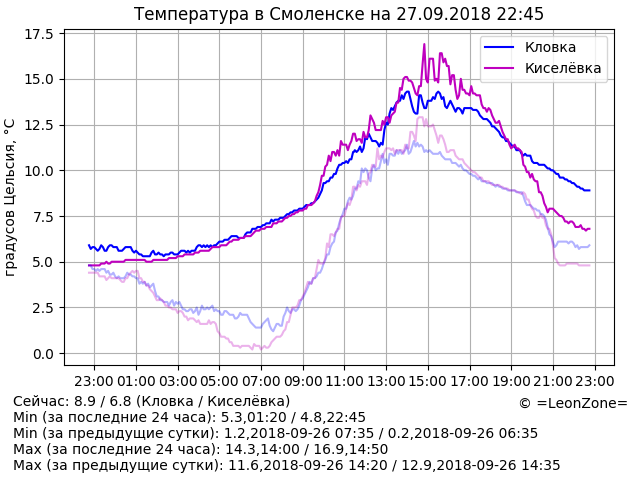 Температура в Смоленске на 27.09.2018 22:45
17.5
15.0
12.5
10.0
7.5
5.0
2.5
0.0
градусов Цельсия, °C
Кловка
Киселёвка
23:00 01:00 03:00 05:00 07:00 09:00 11:00 13:00 15:00 17:00 19:00 21:00 23:00
Сейчас: 8.9 / 6.8 (Кловка / Киселёвка)
© =LeonZone=
Min (за последние 24 часа): 5.3,01:20 / 4.8,22:45
Min (за предыдущие сутки): 1.2,2018-09-26 07:35 / 0.2,2018-09-26 06:35
Max (за последние 24 часа): 14.3,14:00 / 16.9,14:50
Max (за предыдущие сутки): 11.6,2018-09-26 14:20 / 12.9,2018-09-26 14:35